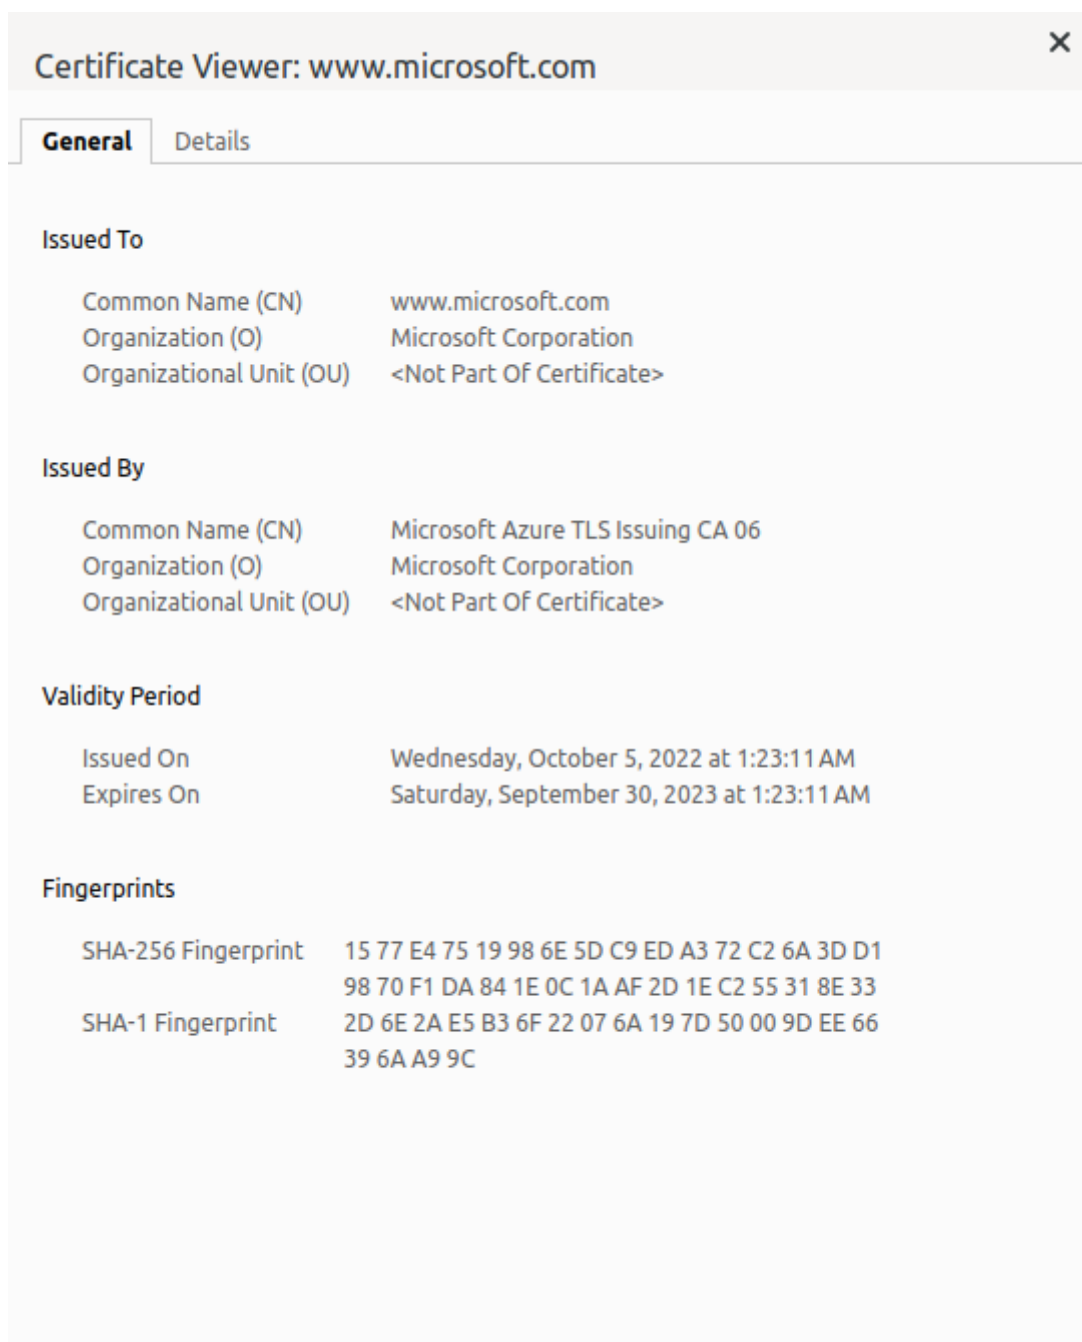 Certificate Viewer: www.microsoft.com
General Details
Issued To
Common Name (CN) www.microsoft.com
Organization (O) Microsoft Corporation
Organizational Unit (OU) <Not Part Of Certificate>
Issued By
Common Name (CN) Microsoft Azure TLS Issuing CA 06
Organization (O) Microsoft Corporation
Organizational Unit (OU) <Not Part Of Certificate>
Validity Period
Issued On Wednesday, October 5, 2022 at 1:23:11 AM
Expires On Saturday, September 30, 2023 at 1:23:11 AM
Fingerprints
SHA-256 Fingerprint 15 77 E4 75 19 98 6E 5D C9 ED A3 72 C2 6A 3D D1
98 70 F1 DA 84 1E 0C 1A AF 2D 1E C2 55 31 8E 33
SHA-1 Fingerprint 2D 6E 2A E5 B3 6F 22 07 6A 19 7D 50 00 9D EE 66
39 6A A9 9C